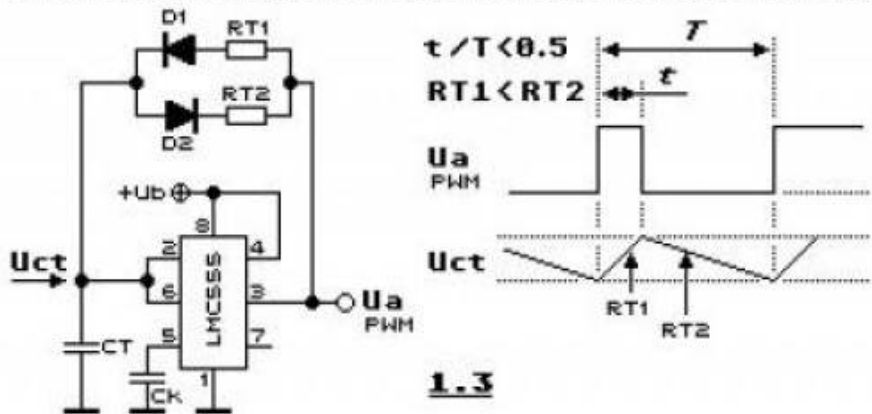 D1
RT1
RT2
D2
+Ub
8
2
4
6
3
5
7
1
LMC555
Uct
CT
CK
Ua
PWM
t/T<0.5
RT1<RT2
T
t
Ua
PWM
Uct
RT1
RT2
1.3